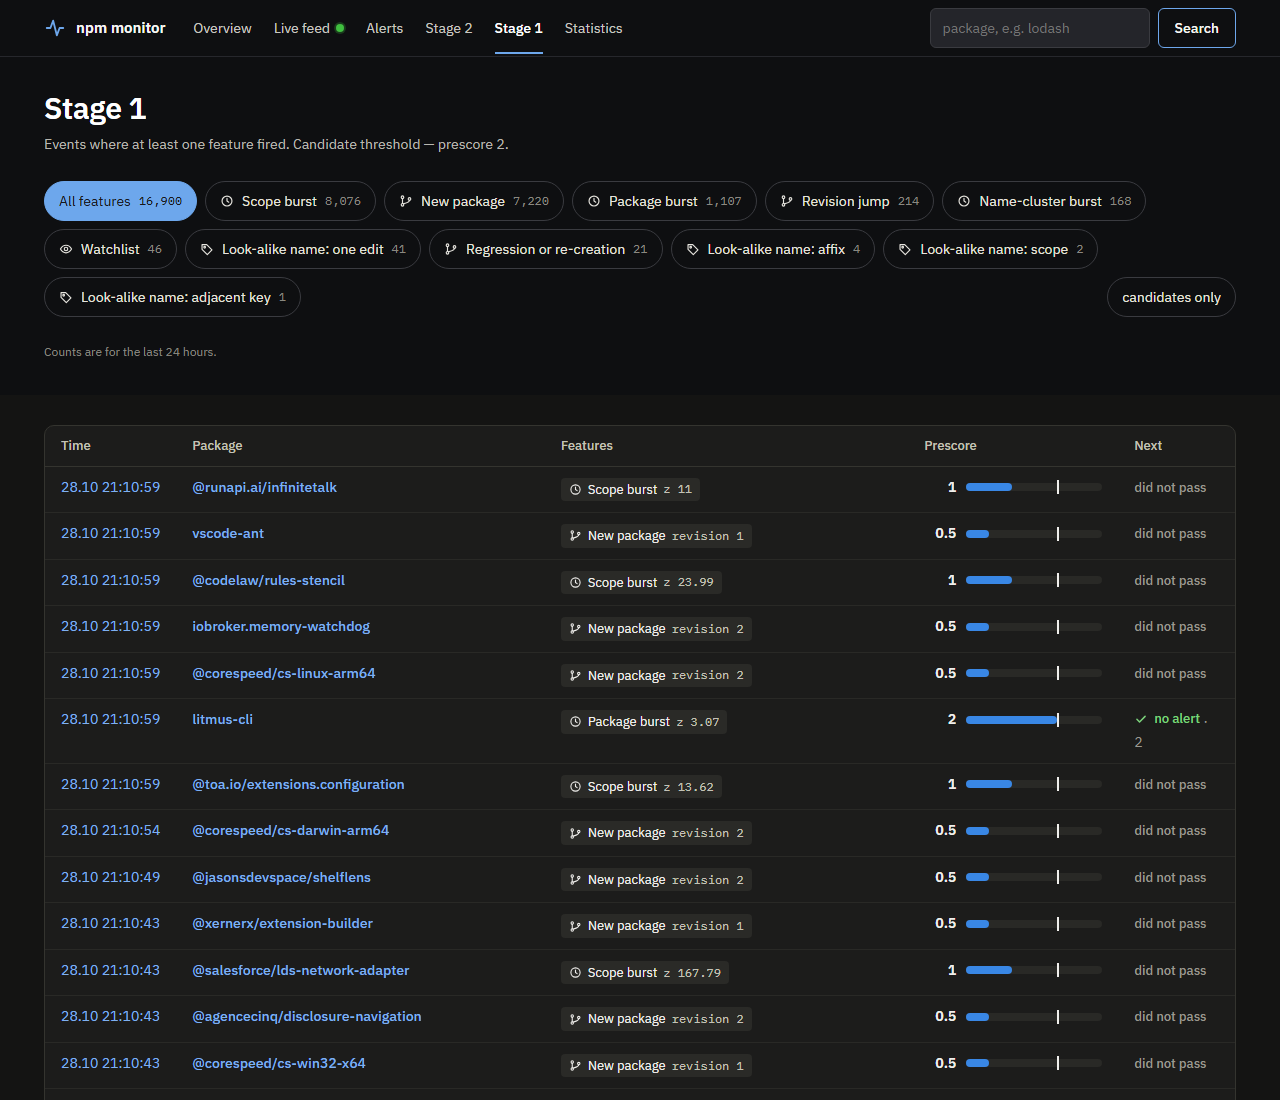 npm monitor Overview Live feed Alerts Stage 2 Stage 1 Statistics package, e.g. lodash Search
Stage 1
Events where at least one feature fired. Candidate threshold — prescore 2.
All features 16,900 Scope burst 8,076 New package 7,220 Package burst 1,107 Revision jump 214 Name-cluster burst 168
Watchlist 46 Look-alike name: one edit 41 Regression or re-creation 21 Look-alike name: affix 4 Look-alike name: scope 2
Look-alike name: adjacent key 1 candidates only
Counts are for the last 24 hours.
Time Package Features Prescore Next
28.10 21:10:59 @runapi.ai/infinitetalk Scope burst z 11 1 did not pass
28.10 21:10:59 vscode-ant New package revision 1 0.5 did not pass
28.10 21:10:59 @codelaw/rules-stencil Scope burst z 23.99 1 did not pass
28.10 21:10:59 iobroker.memory-watchdog New package revision 2 0.5 did not pass
28.10 21:10:59 @corespeed/cs-linux-arm64 New package revision 2 0.5 did not pass
28.10 21:10:59 litmus-cli Package burst z 3.07 2 no alert .
2
28.10 21:10:59 @toa.io/extensions.configuration Scope burst z 13.62 1 did not pass
28.10 21:10:54 @corespeed/cs-darwin-arm64 New package revision 2 0.5 did not pass
28.10 21:10:49 @jasonsdevspace/shelflens New package revision 2 0.5 did not pass
28.10 21:10:43 @xernerx/extension-builder New package revision 1 0.5 did not pass
28.10 21:10:43 @salesforce/lds-network-adapter Scope burst z 167.79 1 did not pass
28.10 21:10:43 @agencecinq/disclosure-navigation New package revision 2 0.5 did not pass
28.10 21:10:43 @corespeed/cs-win32-x64 New package revision 1 0.5 did not pass